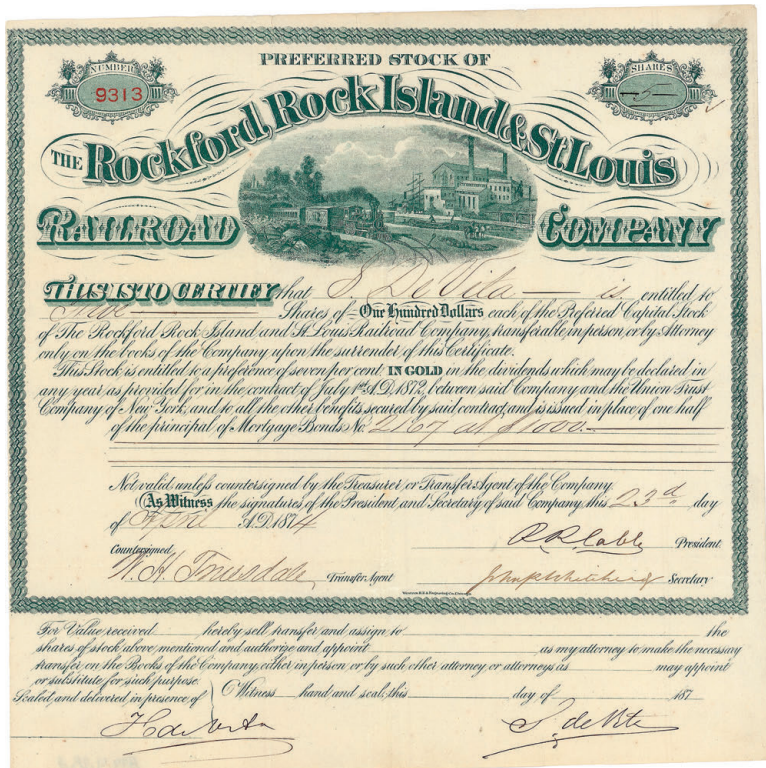 PREFERRED STOCK OF
NUMBER
9313
SHARES
5
THE Rockford, Rock Island & St. Louis
RAILROAD COMPANY
THIS IS TO CERTIFY that S De Vita is entitled to
Five Shares of One Hundred Dollars each of the Preferred Capital Stock
of The Rockford Rock Island and St. Louis Railroad Company, transferable in person, or by Attorney
only on the books of the Company upon the surrender of this Certificate.
This Stock is entitled to a preference of seven per cent IN GOLD in the dividends which may be declared in
any year as provided for in the contract of July 1st A.D. 1872, between said Company and the Union Trust
Company of New York, and to all the other benefits secured by said contract, and is issued in place of one half
of the principal of Mortgage Bonds No. 2167 at $1000.-
Not valid unless countersigned by the Treasurer, or Transfer Agent of the Company.
As Witness the signatures of the President and Secretary of said Company, this 23d day
of April A.D. 1874
R R Cable President
Countersigned
W. H. Truesdale, Transfer Agent
Secretary
For Value received hereby sell transfer and assign to the
shares of stock above mentioned and authorize and appoint as my attorney to make the necessary
transfer on the Books of the Company, either in person or by such other attorney or attorneys as may appoint
or substitute for such purpose.
Witness hand and seal, this day of 187
Sealed and delivered in presence of